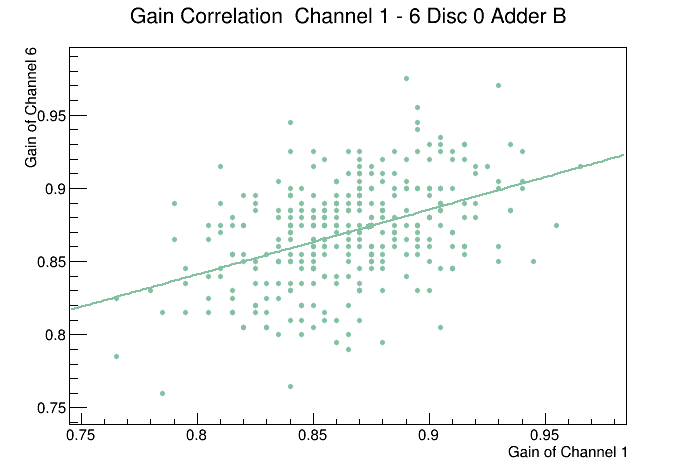 Gain Correlation  Channel 1 - 6 Disc 0 Adder B
Gain of Channel 6
0.95
0.9
0.85
0.8
0.75
0.75 0.8 0.85 0.9 0.95
Gain of Channel 1